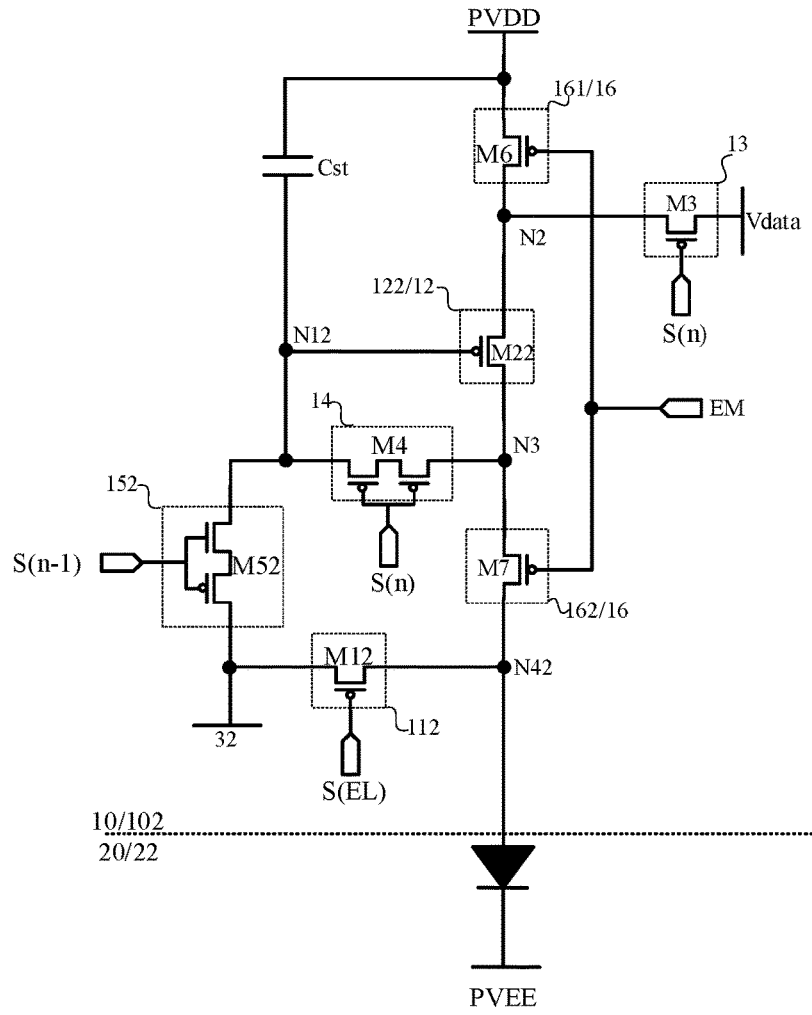 PVDD
161/16
M6
Cst
13
M3
Vdata
N2
S(n)
122/12
N12
M22
EM
14
M4
N3
152
S(n-1)
M52
S(n)
M7
162/16
M12
N42
32
112
S(EL)
10/102
20/22
PVEE